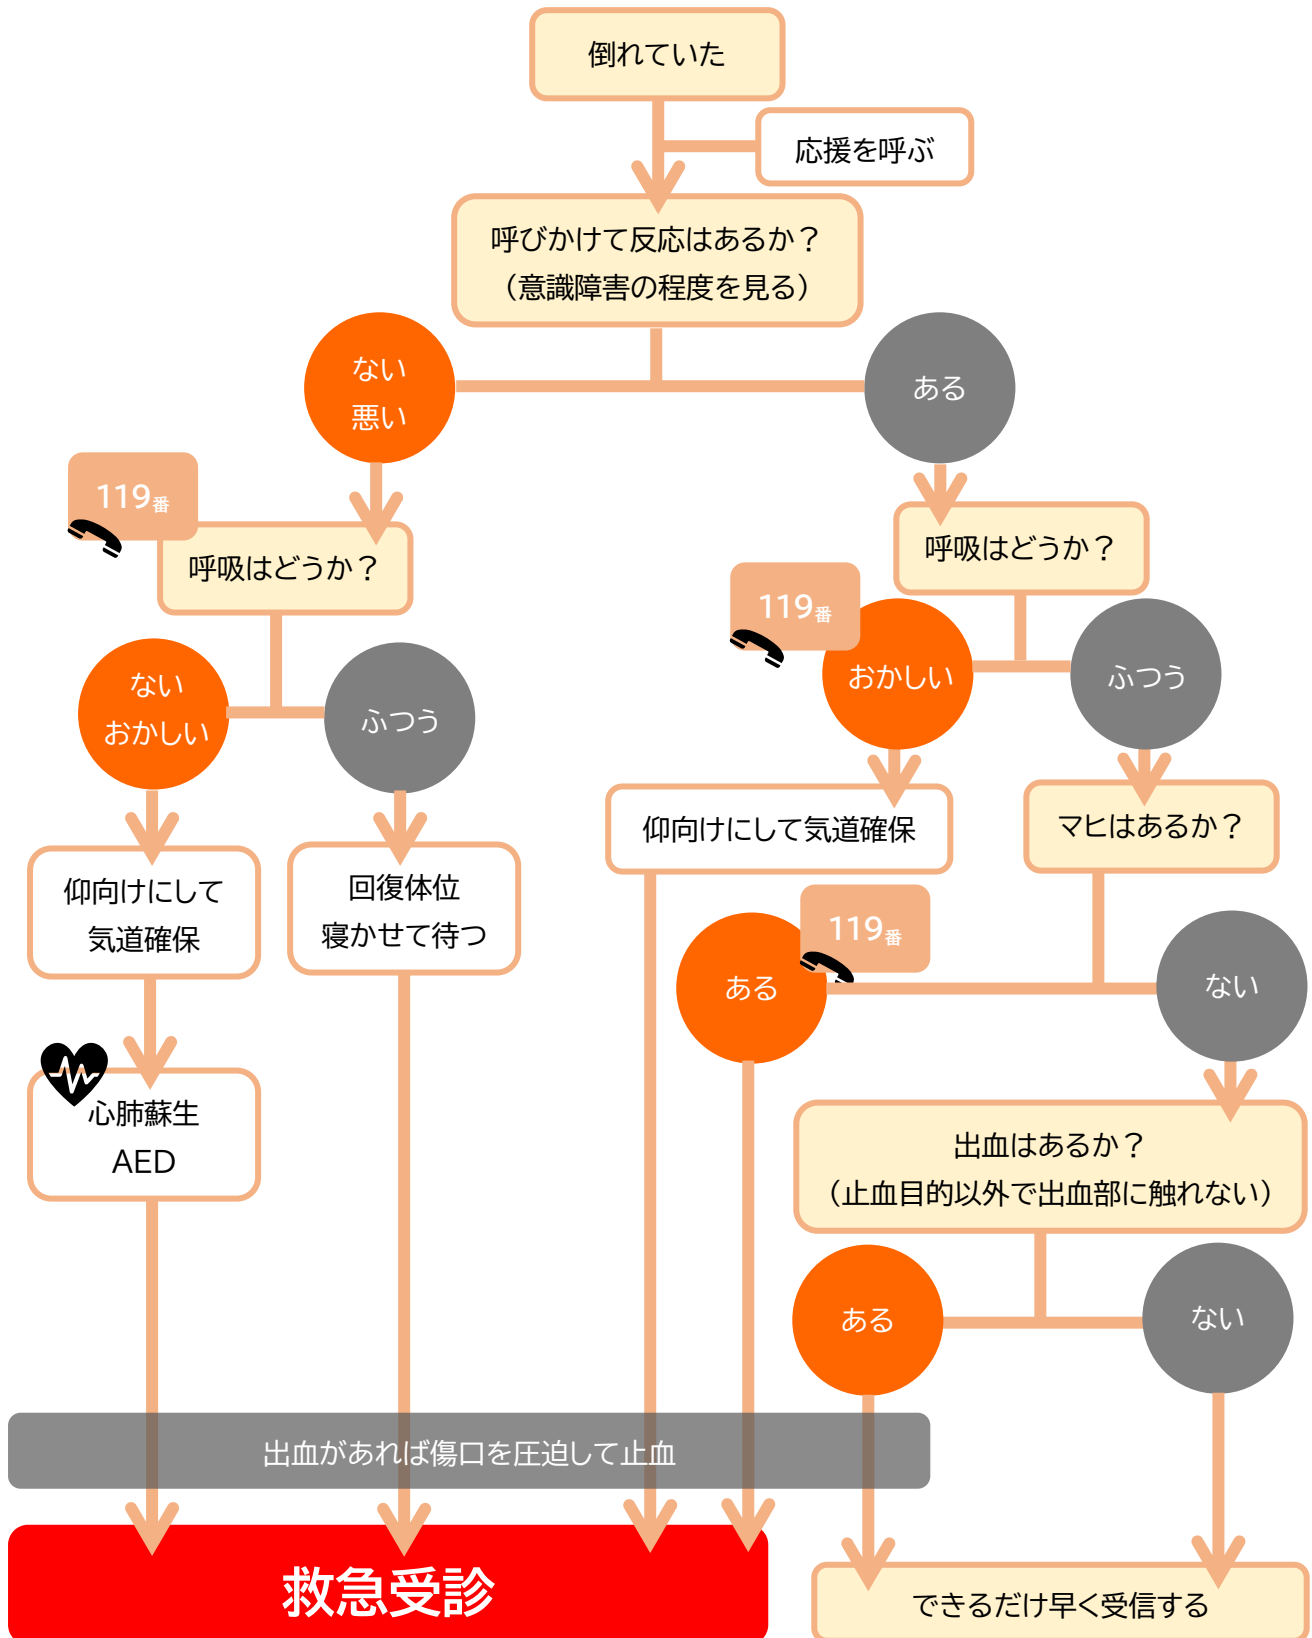 倒れていた
応援を呼ぶ
呼びかけて反応はあるか？
（意識障害の程度を見る）
ない
悪い
ある
119番
呼吸はどうか？
呼吸はどうか？
119番
ない
おかしい
ふつう
おかしい
ふつう
仰向けにして気道確保
マヒはあるか？
仰向けにして
気道確保
回復体位
寝かせて待つ
119番
ある
ない
心肺蘇生
AED
出血はあるか？
（止血目的以外で出血部に触れない）
ある
ない
出血があれば傷口を圧迫して止血
救急受診
できるだけ早く受信する